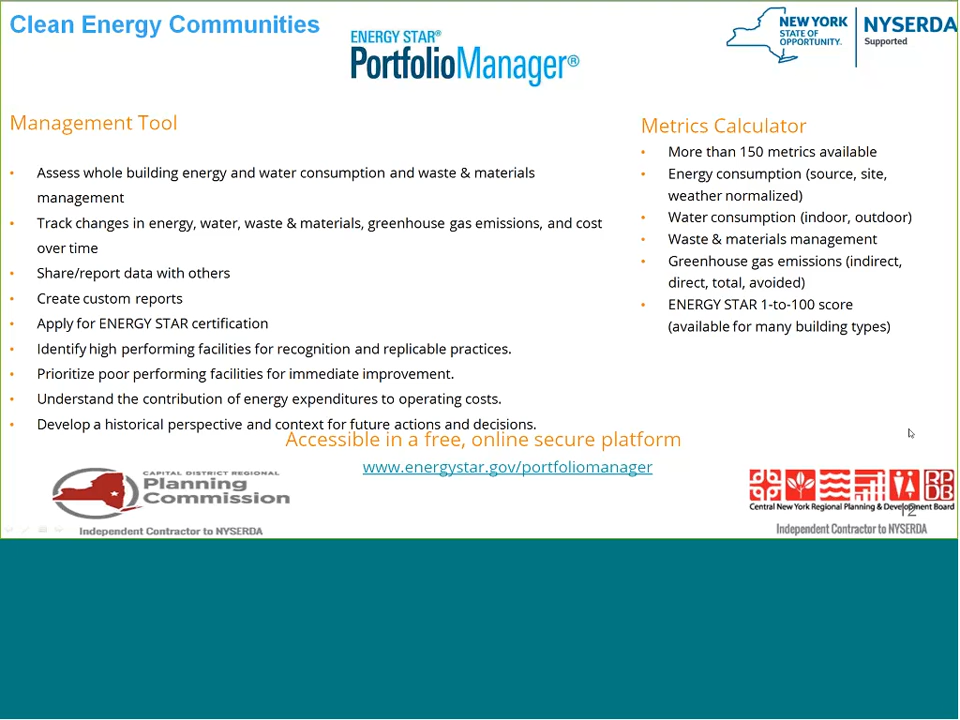 Clean Energy Communities
ENERGY STAR®
PortfolioManager®
NEW YORK
STATE OF
OPPORTUNITY.
NYSERDA
Supported
Management Tool
• Assess whole building energy and water consumption and waste & materials
management
• Track changes in energy, water, waste & materials, greenhouse gas emissions, and cost
over time
• Share/report data with others
• Create custom reports
• Apply for ENERGY STAR certification
• Identify high performing facilities for recognition and replicable practices.
• Prioritize poor performing facilities for immediate improvement.
• Understand the contribution of energy expenditures to operating costs.
• Develop a historical perspective and context for future actions and decisions.
Metrics Calculator
• More than 150 metrics available
• Energy consumption (source, site,
weather normalized)
• Water consumption (indoor, outdoor)
• Waste & materials management
• Greenhouse gas emissions (indirect,
direct, total, avoided)
• ENERGY STAR 1-to-100 score
(available for many building types)
Accessible in a free, online secure platform
www.energystar.gov/portfoliomanager
CAPITAL DISTRICT REGIONAL
Planning
Commission
Independent Contractor to NYSERDA
RP
DB
Central New York Regional Planning & Development Board
12
Independent Contractor to NYSERDA